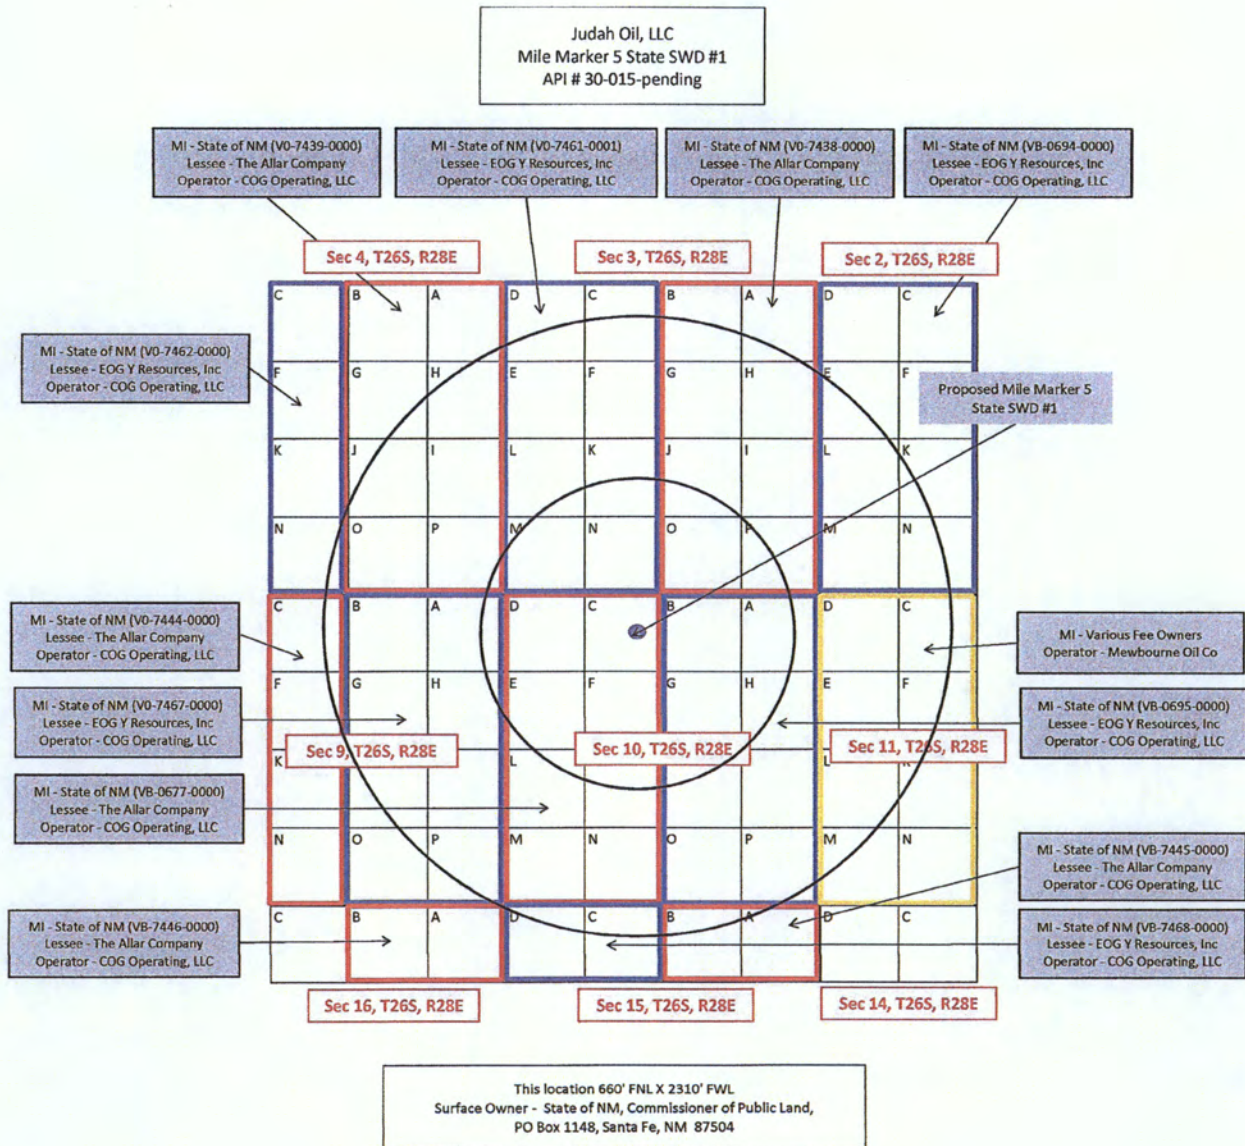 Judah Oil, LLC
Mile Marker 5 State SWD #1
API # 30-015-pending
MI - State of NM (V0-7439-0000)
Lessee - The Allar Company
Operator - COG Operating, LLC
MI - State of NM (V0-7461-0001)
Lessee - EOG Y Resources, Inc
Operator - COG Operating, LLC
MI - State of NM (V0-7438-0000)
Lessee - The Allar Company
Operator - COG Operating, LLC
MI - State of NM (VB-0694-0000)
Lessee - EOG Y Resources, Inc
Operator - COG Operating, LLC
Sec 4, T26S, R28E
Sec 3, T26S, R28E
Sec 2, T26S, R28E
C B A D C B A D C
MI - State of NM (V0-7462-0000)
Lessee - EOG Y Resources, Inc
Operator - COG Operating, LLC
F G H E F G H E F
Proposed Mile Marker 5
State SWD #1
K J I L K J I L K
N O P M N O P M N
C B A D C B A D C
MI - State of NM (V0-7444-0000)
Lessee - The Allar Company
Operator - COG Operating, LLC
MI - Various Fee Owners
Operator - Mewbourne Oil Co
F G H E F G H E F
MI - State of NM (V0-7467-0000)
Lessee - EOG Y Resources, Inc
Operator - COG Operating, LLC
MI - State of NM (VB-0695-0000)
Lessee - EOG Y Resources, Inc
Operator - COG Operating, LLC
Sec 9, T26S, R28E
Sec 10, T26S, R28E
Sec 11, T26S, R28E
K L L K
MI - State of NM (VB-0677-0000)
Lessee - The Allar Company
Operator - COG Operating, LLC
N O P M N O P M N
MI - State of NM (VB-7445-0000)
Lessee - The Allar Company
Operator - COG Operating, LLC
C B A D C B A D C
MI - State of NM (VB-7446-0000)
Lessee - The Allar Company
Operator - COG Operating, LLC
MI - State of NM (VB-7468-0000)
Lessee - EOG Y Resources, Inc
Operator - COG Operating, LLC
Sec 16, T26S, R28E
Sec 15, T26S, R28E
Sec 14, T26S, R28E
This location 660' FNL X 2310' FWL
Surface Owner - State of NM, Commissioner of Public Land,
PO Box 1148, Santa Fe, NM 87504